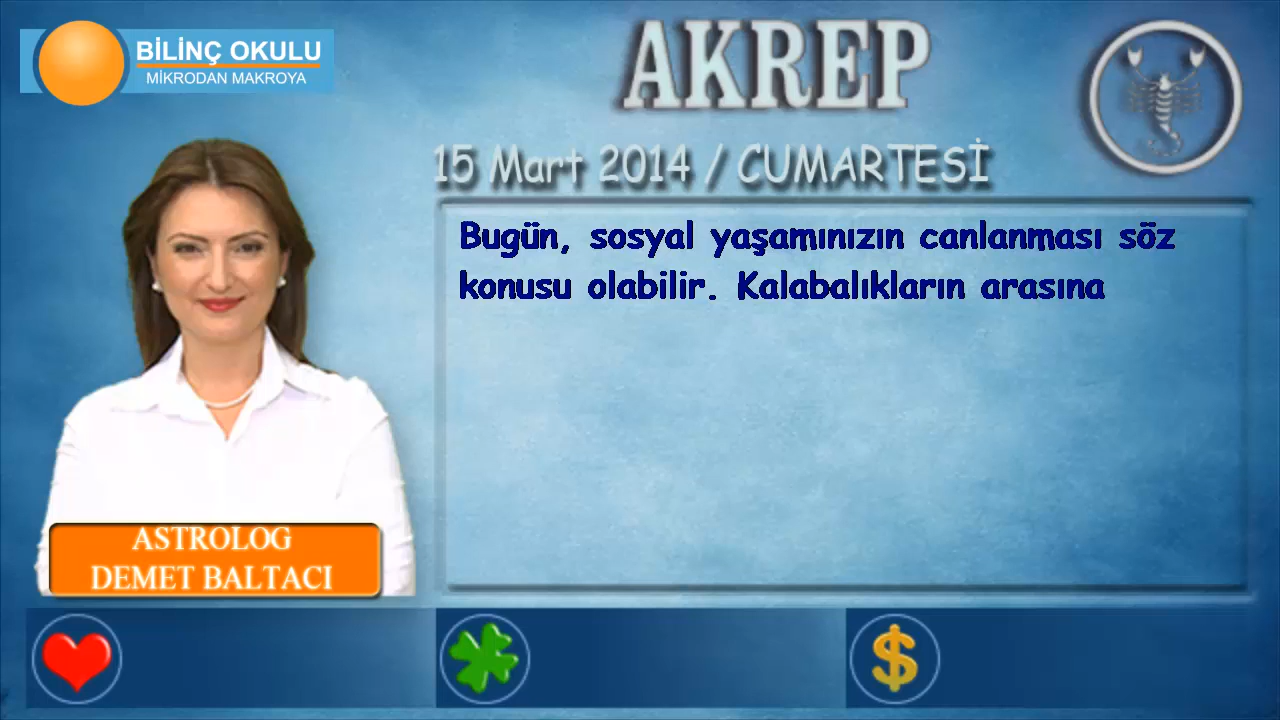 BİLİNÇ OKULU
MİKRODAN MAKROYA
AKREP
15 Mart 2014 / CUMARTESİ
Bugün, sosyal yaşamınızın canlanması söz
konusu olabilir. Kalabalıkların arasına
ASTROLOG
DEMET BALTACI
$